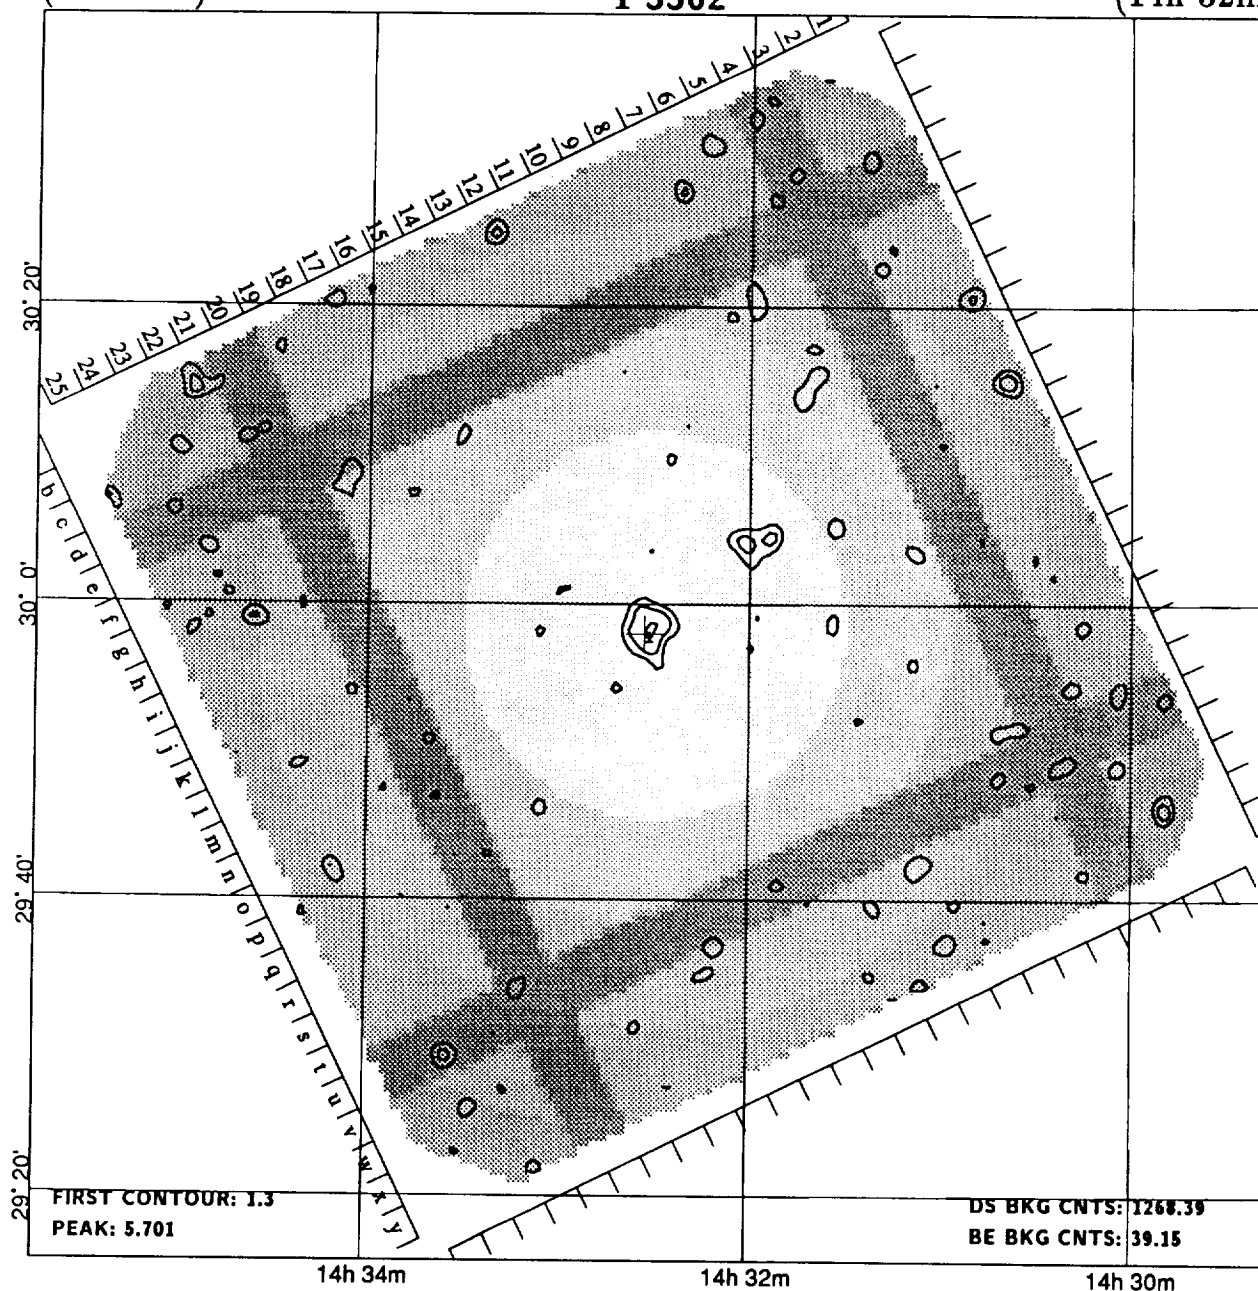 1 2 3 4 5 6 7 8 9 10 11 12 13 14 15 16 17 18 19 20 21 22 23 24 25
b c d e f g h i j k l m n o p q r s t u v w x y
30° 20'
30° 0'
29° 40'
29° 20'
FIRST CONTOUR: 1.3
PEAK: 5.701
DS BKG CNTS: 1268.39
BE BKG CNTS: 39.15
14h 34m
14h 32m
14h 30m